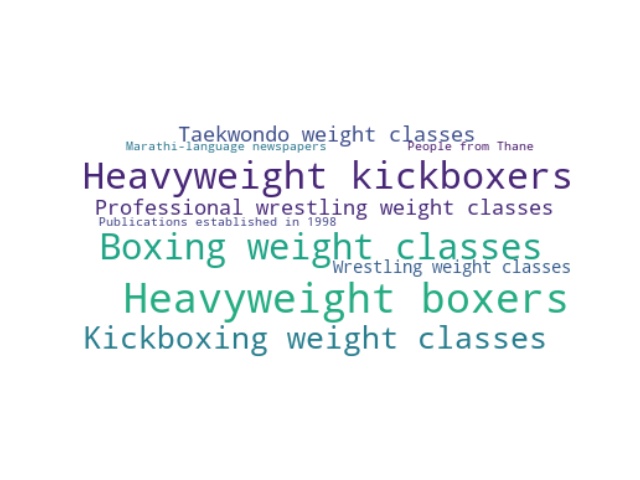 Taekwondo weight classes
Marathi-language newspapers
People from Thane
Heavyweight kickboxers
Professional wrestling weight classes
Publications established in 1998
Boxing weight classes
Wrestling weight classes
Heavyweight boxers
Kickboxing weight classes